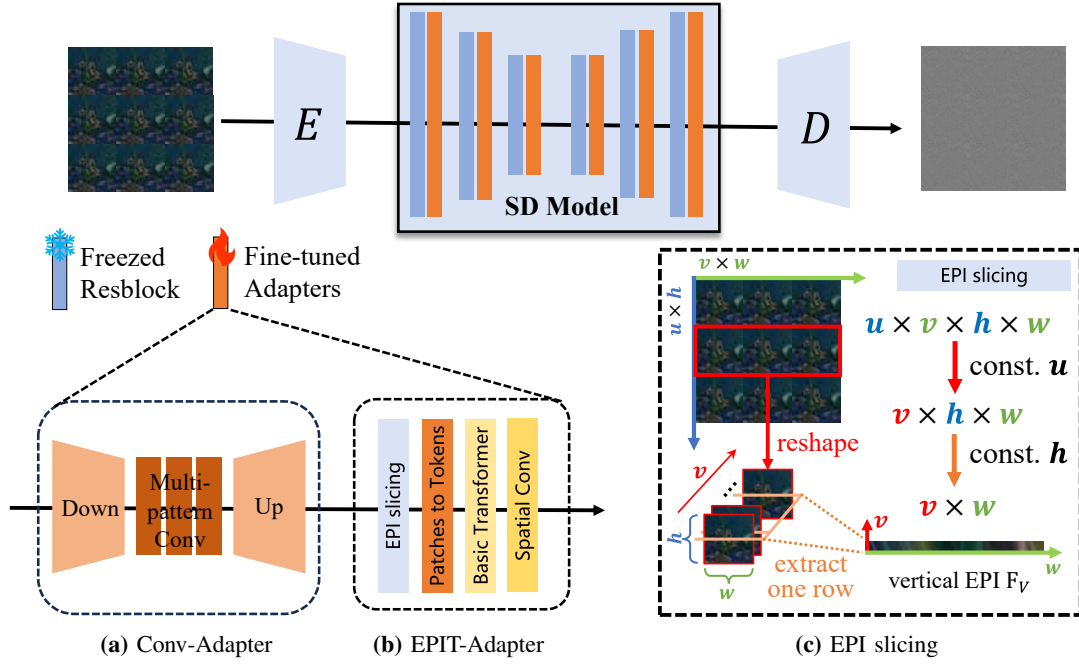 E
D
SD Model
Freezed
Resblock
Fine-tuned
Adapters
v × w
u × h
EPI slicing
u × v × h × w
const. u
v × h × w
const. h
v × w
reshape
v
h
w
extract
one row
v
w
vertical EPI F_V
Down
Multi-
pattern
Conv
Up
EPI slicing
Patches to Tokens
Basic Transformer
Spatial Conv
(a) Conv-Adapter
(b) EPIT-Adapter
(c) EPI slicing